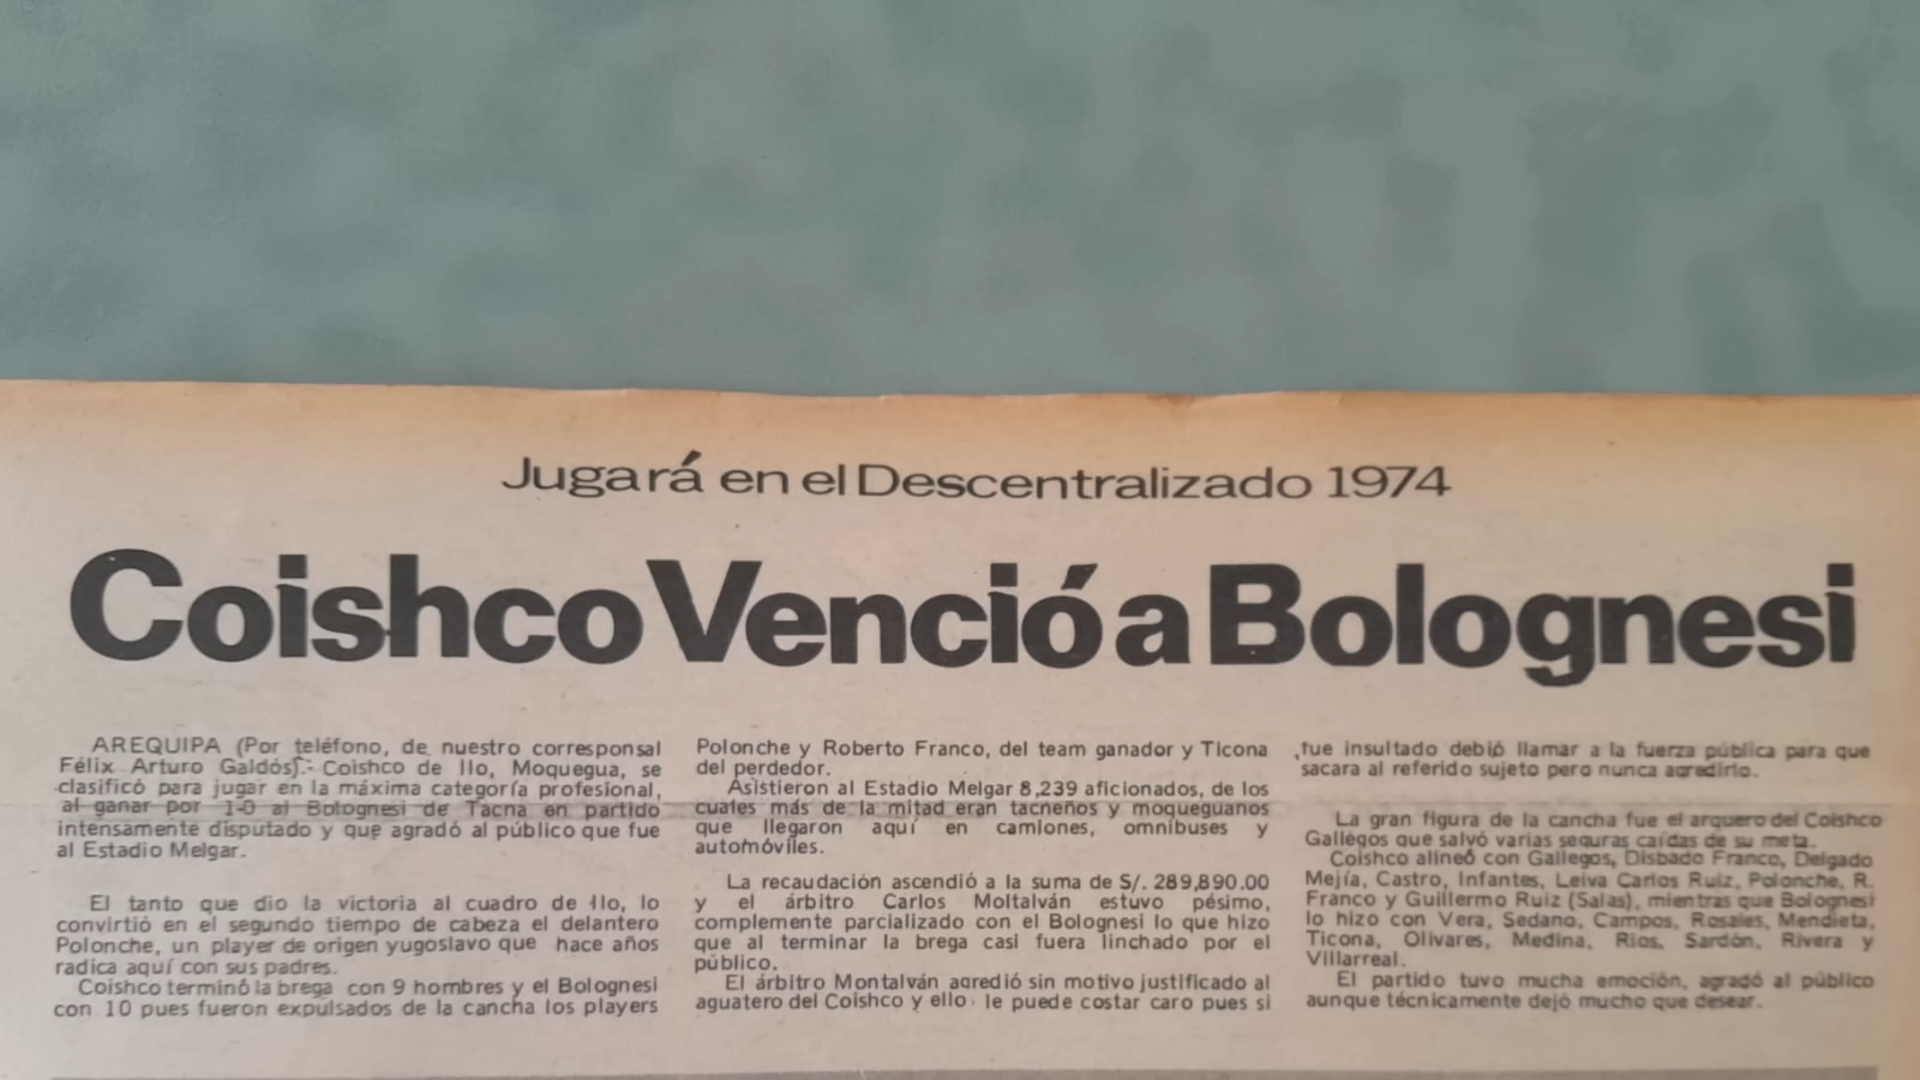 Jugará en el Descentralizado 1974
Coishco Venció a Bolognesi
AREQUIPA (Por teléfono, de nuestro corresponsal
Félix Arturo Galdós).- Coishco de Ilo, Moquegua, se
clasificó para jugar en la máxima categoría profesional,
al ganar por 1-0 al Bolognesi de Tacna en partido
intensamente disputado y que agradó al público que fue
al Estadio Melgar.
El tanto que dio la victoria al cuadro de Ilo, lo
convirtió en el segundo tiempo de cabeza el delantero
Polonche, un player de origen yugoslavo que hace años
radica aquí con sus padres.
Coishco terminó la brega con 9 hombres y el Bolognesi
con 10 pues fueron expulsados de la cancha los players
Polonche y Roberto Franco, del team ganador y Ticona
del perdedor.
Asistieron al Estadio Melgar 8,239 aficionados, de los
cuales más de la mitad eran tacneños y moqueguanos
que llegaron aquí en camiones, omnibuses y
automóviles.
La recaudación ascendió a la suma de S/. 289,890.00
y el árbitro Carlos Moltalván estuvo pésimo,
complemente parcializado con el Bolognesi lo que hizo
que al terminar la brega casi fuera linchado por el
público.
El árbitro Montalván agredió sin motivo justificado al
aguatero del Coishco y ello le puede costar caro pues si
fue insultado debió llamar a la fuerza pública para que
sacara al referido sujeto pero nunca agredirlo.
La gran figura de la cancha fue el arquero del Coishco
Gallegos que salvó varias seguras caídas de su meta.
Coishco alineó con Gallegos, Disbado Franco, Delgado
Mejía, Castro, Infantes, Leiva Carlos Ruiz, Polonche, R.
Franco y Guillermo Ruiz (Salas), mientras que Bolognesi
lo hizo con Vera, Sedano, Campos, Rosales, Mendieta,
Ticona, Olivares, Medina, Ríos, Sardón, Rivera y
Villarreal.
El partido tuvo mucha emoción, agradó al público
aunque técnicamente dejó mucho que desear.